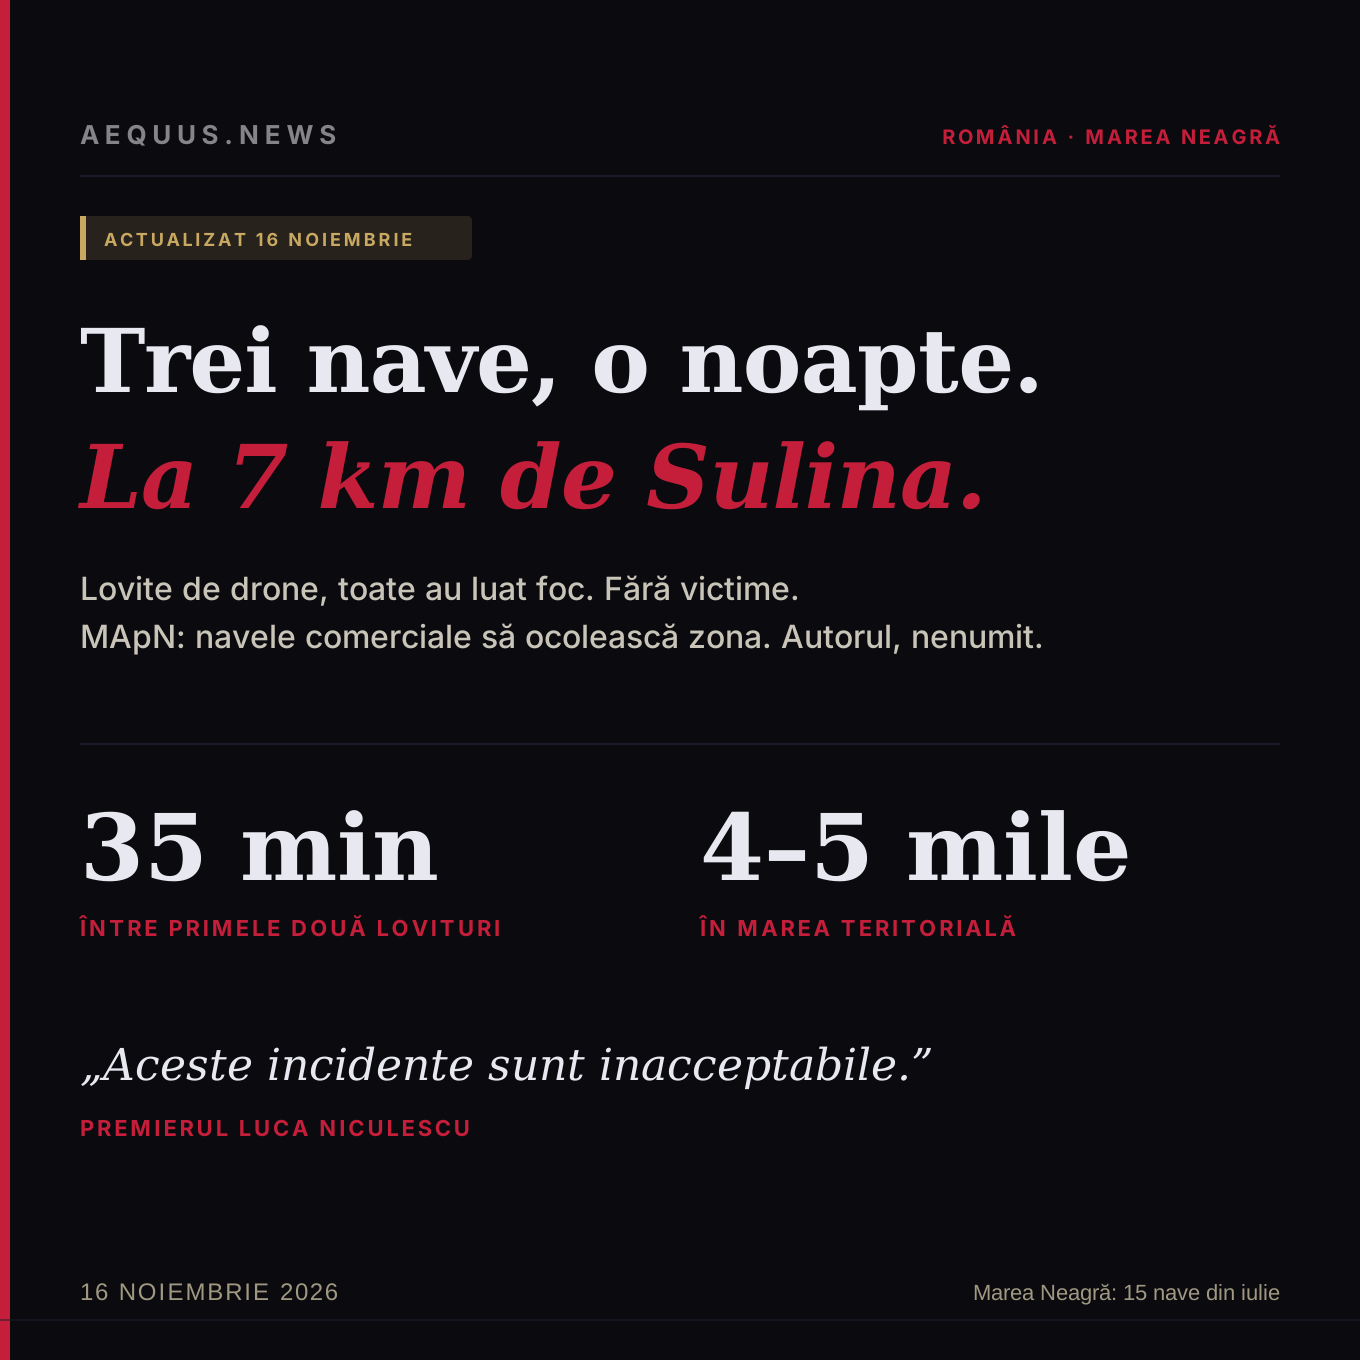 AEQUUS.NEWS
ROMÂNIA · MAREA NEAGRĂ
ACTUALIZAT 16 NOIEMBRIE
Trei nave, o noapte.
La 7 km de Sulina.
Lovite de drone, toate au luat foc. Fără victime.
MApN: navele comerciale să ocolească zona. Autorul, nenumit.
35 min
ÎNTRE PRIMELE DOUĂ LOVITURI
4–5 mile
ÎN MAREA TERITORIALĂ
„Aceste incidente sunt inacceptabile.”
PREMIERUL LUCA NICULESCU
16 NOIEMBRIE 2026
Marea Neagră: 15 nave din iulie